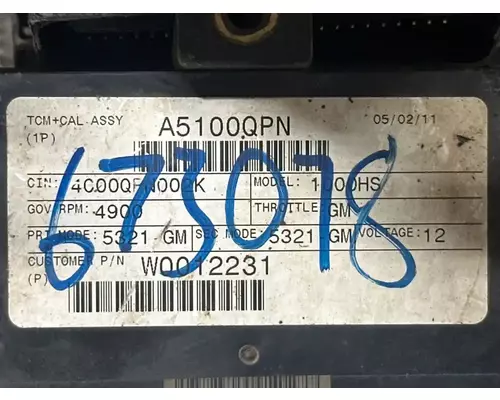 TCM+CAL ASSY A5100QPN 05/02/11
(1P)
CIN: MODEL: 1000HS
GOV RPM: 4900 THROTTLE: GM
PRI MODE: 5321 GM SEC MODE: 5321 GM VOLTAGE: 12
CUSTOMER P/N W0012231
(P)
673078